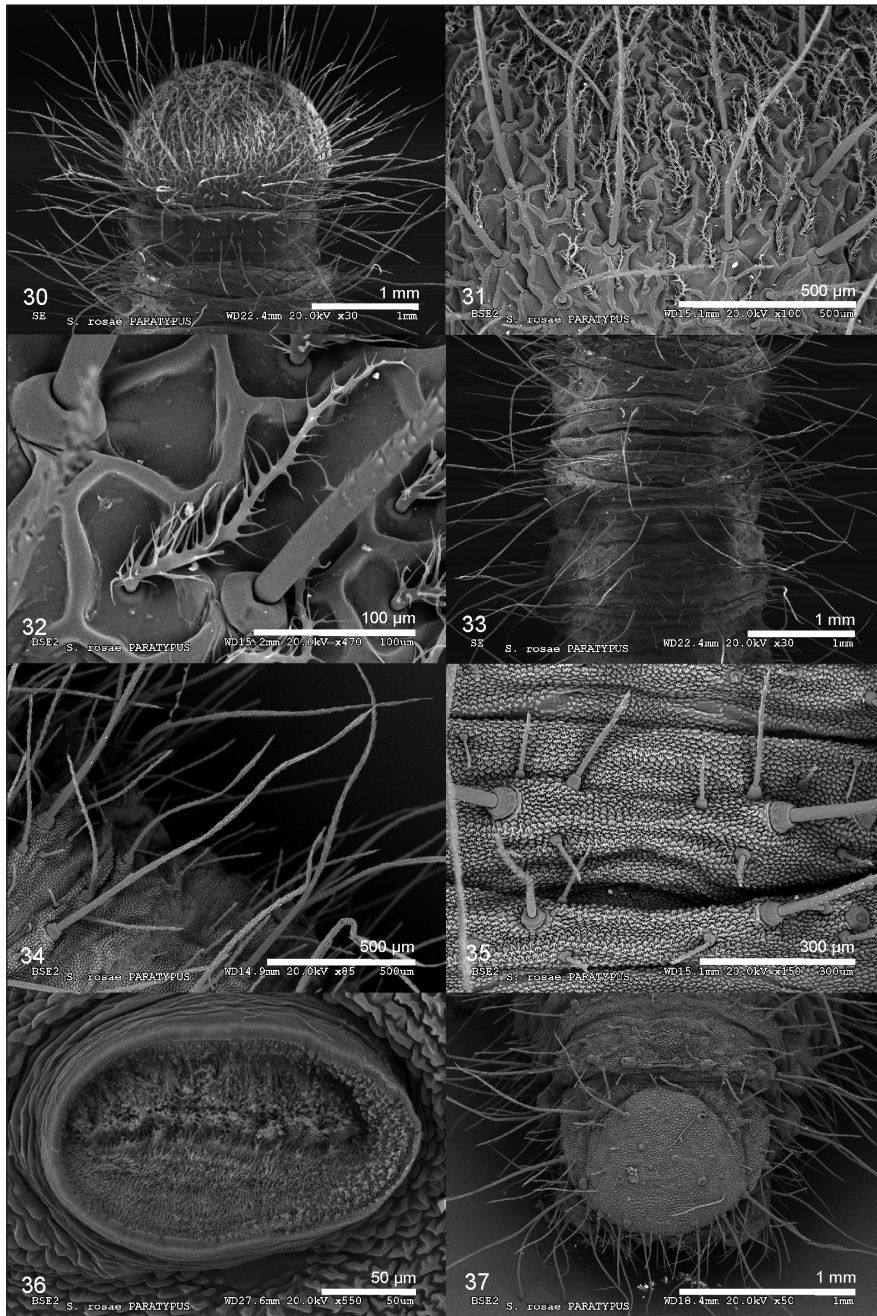 30
1 mm
SE S. rosae PARATYPUS WD22.4mm 20.0kV x30 1mm
31
500 µm
BSE2 S. rosae PARATYPUS WD15.1mm 20.0kV x100 500um
32
100 µm
BSE2 S. rosae PARATYPUS WD15.2mm 20.0kV x470 100um
33
1 mm
SE S. rosae PARATYPUS WD22.4mm 20.0kV x30 1mm
34
500 µm
BSE2 S. rosae PARATYPUS WD14.9mm 20.0kV x85 500um
35
300 µm
BSE2 S. rosae PARATYPUS WD15.1mm 20.0kV x150 300um
36
50 µm
BSE2 S. rosae PARATYPUS WD27.6mm 20.0kV x550 50um
37
1 mm
BSE2 S. rosae PARATYPUS WD18.4mm 20.0kV x50 1mm